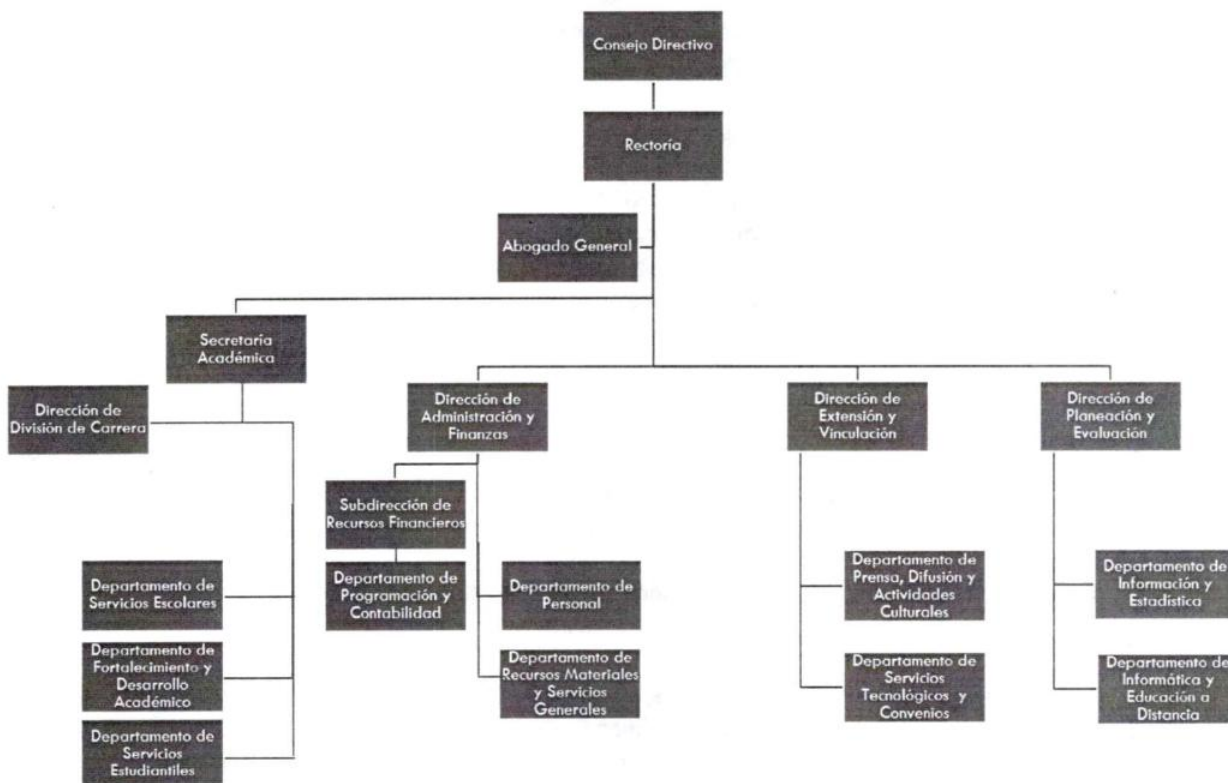 Consejo Directivo
Rectoría
Abogado General
Secretaría
Académica
Dirección de
División de Carrera
Dirección de
Administración y
Finanzas
Dirección de
Extensión y
Vinculación
Dirección de
Planeación y
Evaluación
Subdirección de
Recursos Financieros
Departamento de
Servicios Escolares
Departamento de
Programación y
Contabilidad
Departamento de
Personal
Departamento de
Prensa, Difusión y
Actividades
Culturales
Departamento de
Información y
Estadística
Departamento de
Fortalecimiento y
Desarrollo
Académico
Departamento de
Recursos Materiales
y Servicios
Generales
Departamento de
Servicios
Tecnológicos y
Convenios
Departamento de
Informática y
Educación a
Distancia
Departamento de
Servicios
Estudiantiles